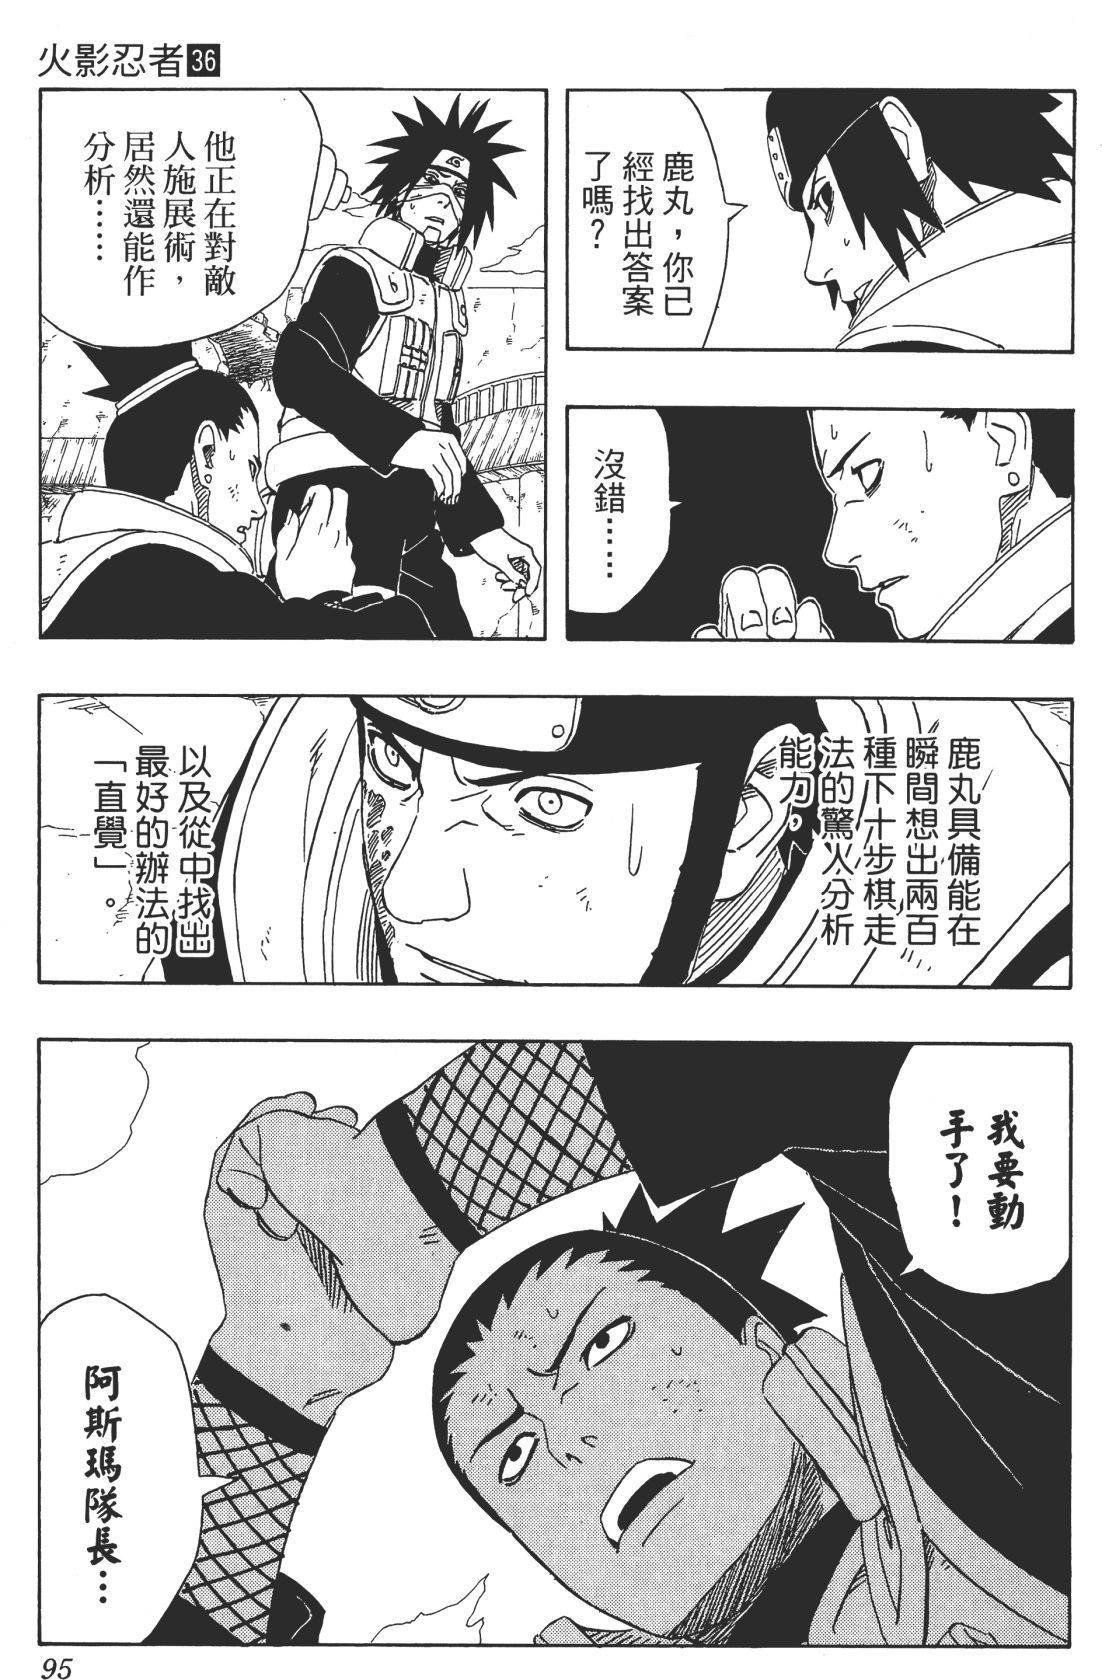 火影忍者36
鹿丸，你已
經找出答案
了嗎？
沒錯……
他正在對敵
人施展術，
居然還能作
分析……
鹿丸具備能在
瞬間想出兩百
種下十步棋走
法的驚人分析
能力，
以及從中找出
最好的辦法的
「直覺」。
我要動
手了！
阿斯瑪隊長…
95